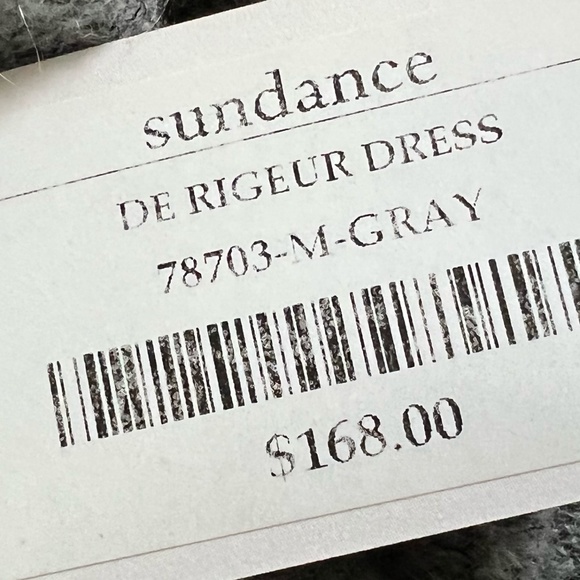 sundance
DE RIGEUR DRESS
78703-M-GRAY
$168.00